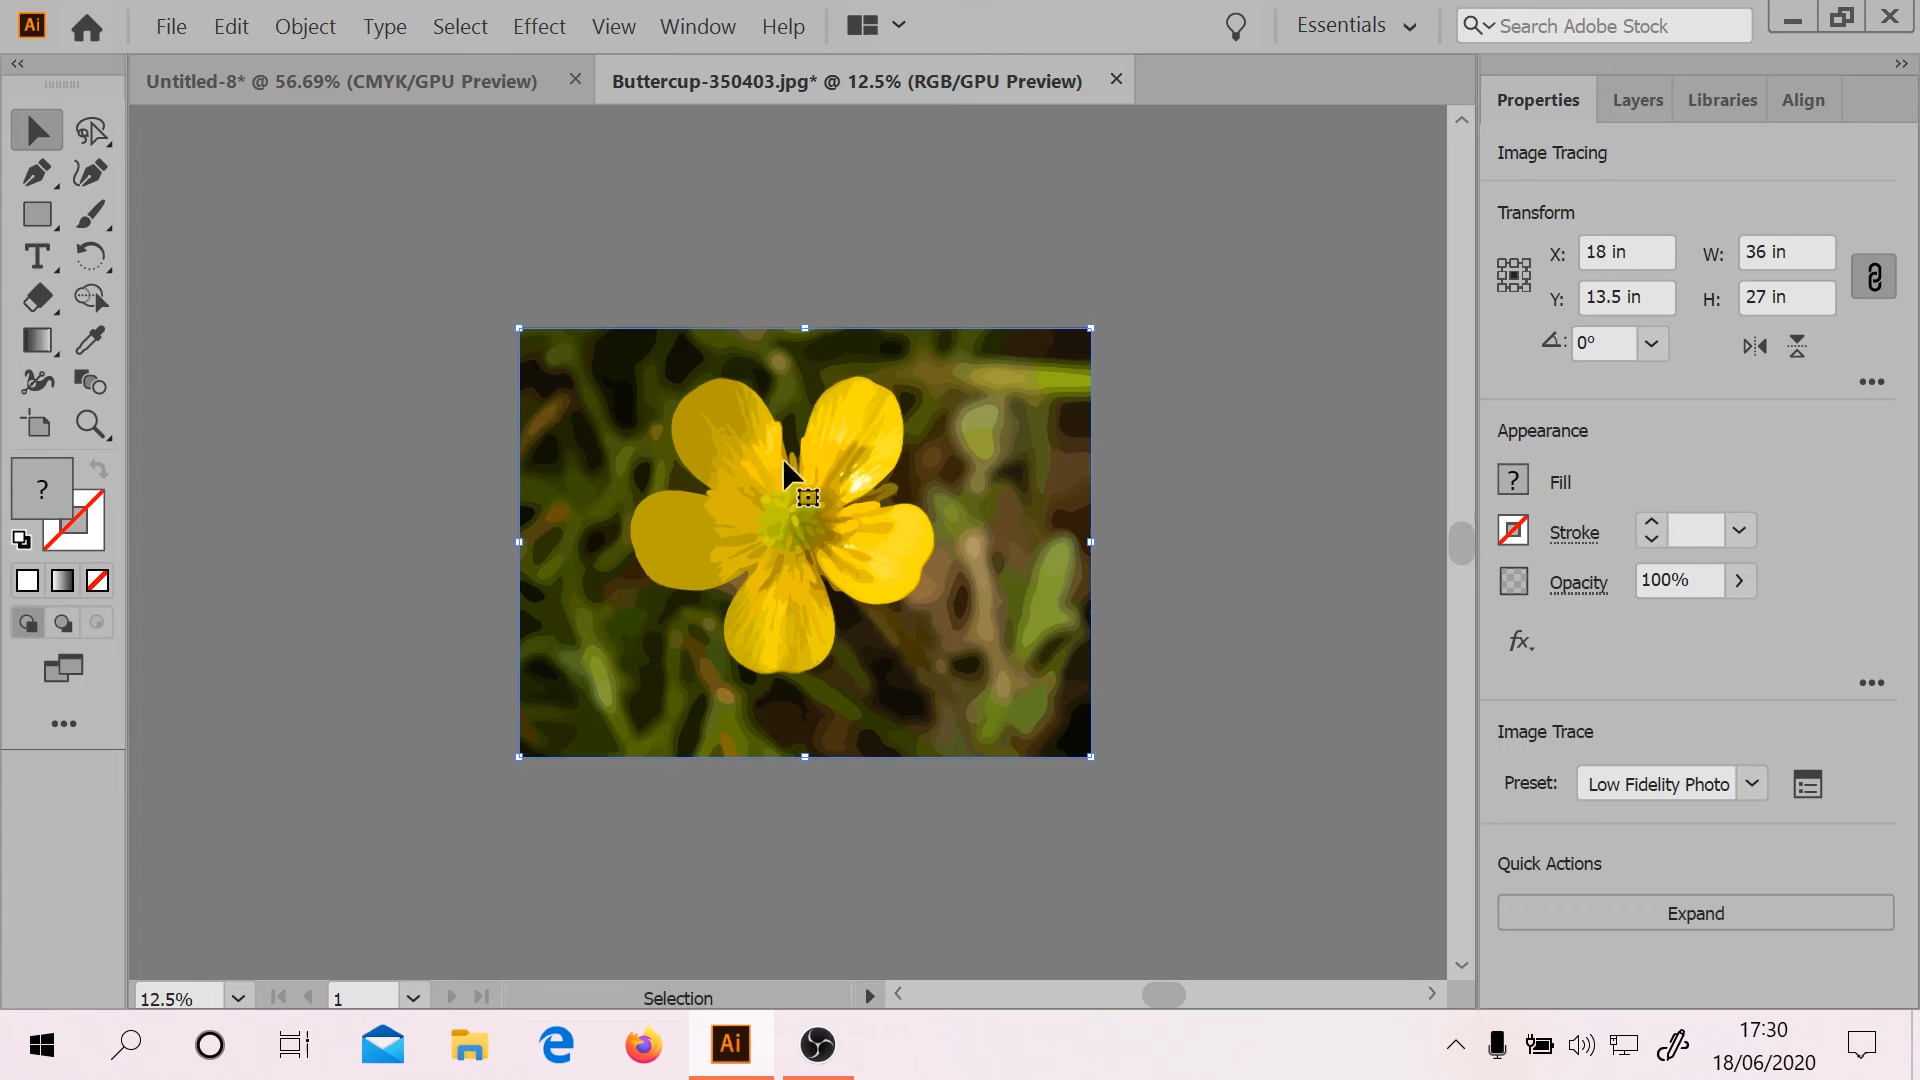 Ai File Edit Object Type Select Effect View Window Help Essentials Search Adobe Stock
Untitled-8* @ 56.69% (CMYK/GPU Preview) Buttercup-350403.jpg* @ 12.5% (RGB/GPU Preview)
Properties Layers Libraries Align
Image Tracing
Transform
X: 18 in W: 36 in
Y: 13.5 in H: 27 in
0°
Appearance
? Fill
?
Stroke
Opacity 100%
fx.
Image Trace
Preset: Low Fidelity Photo
Quick Actions
Expand
12.5% 1 Selection
Ai
17:30
18/06/2020